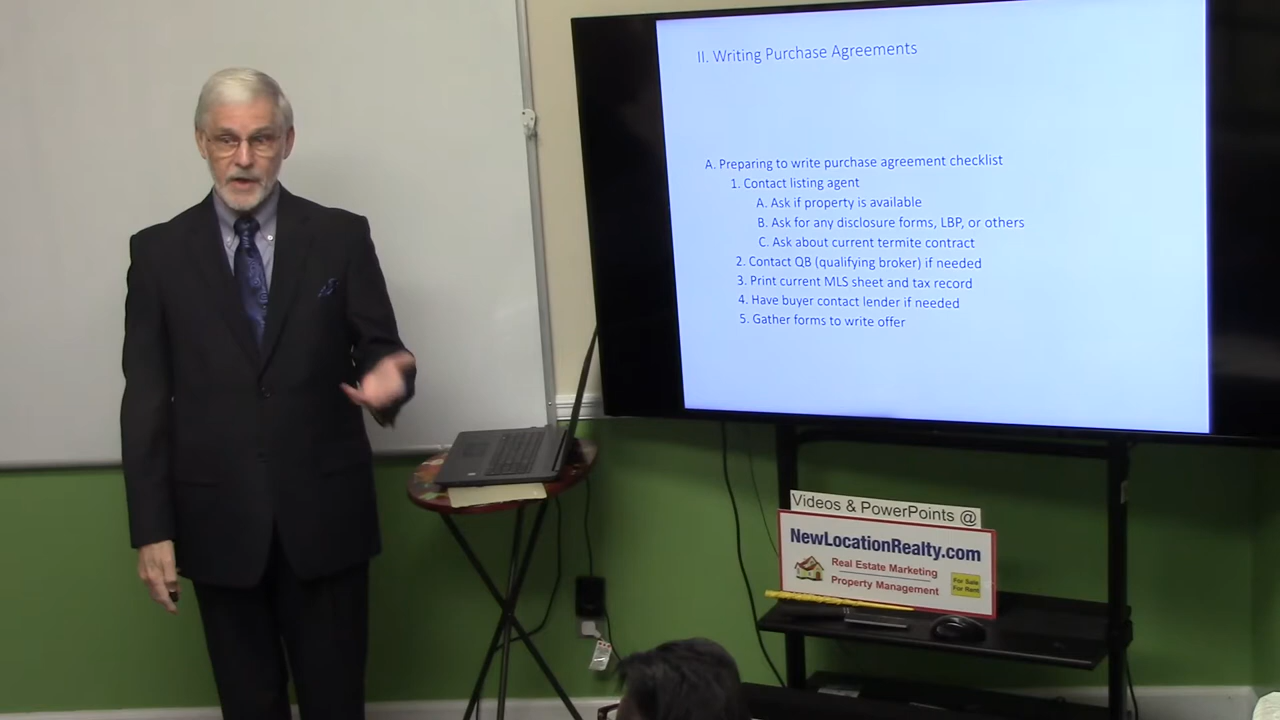 II. Writing Purchase Agreements
A. Preparing to write purchase agreement checklist
1. Contact listing agent
A. Ask if property is available
B. Ask for any disclosure forms, LBP, or others
C. Ask about current termite contract
2. Contact QB (qualifying broker) if needed
3. Print current MLS sheet and tax record
4. Have buyer contact lender if needed
5. Gather forms to write offer
Videos & PowerPoints @
NewLocationRealty.com
Real Estate Marketing
Property Management
For Sale
For Rent